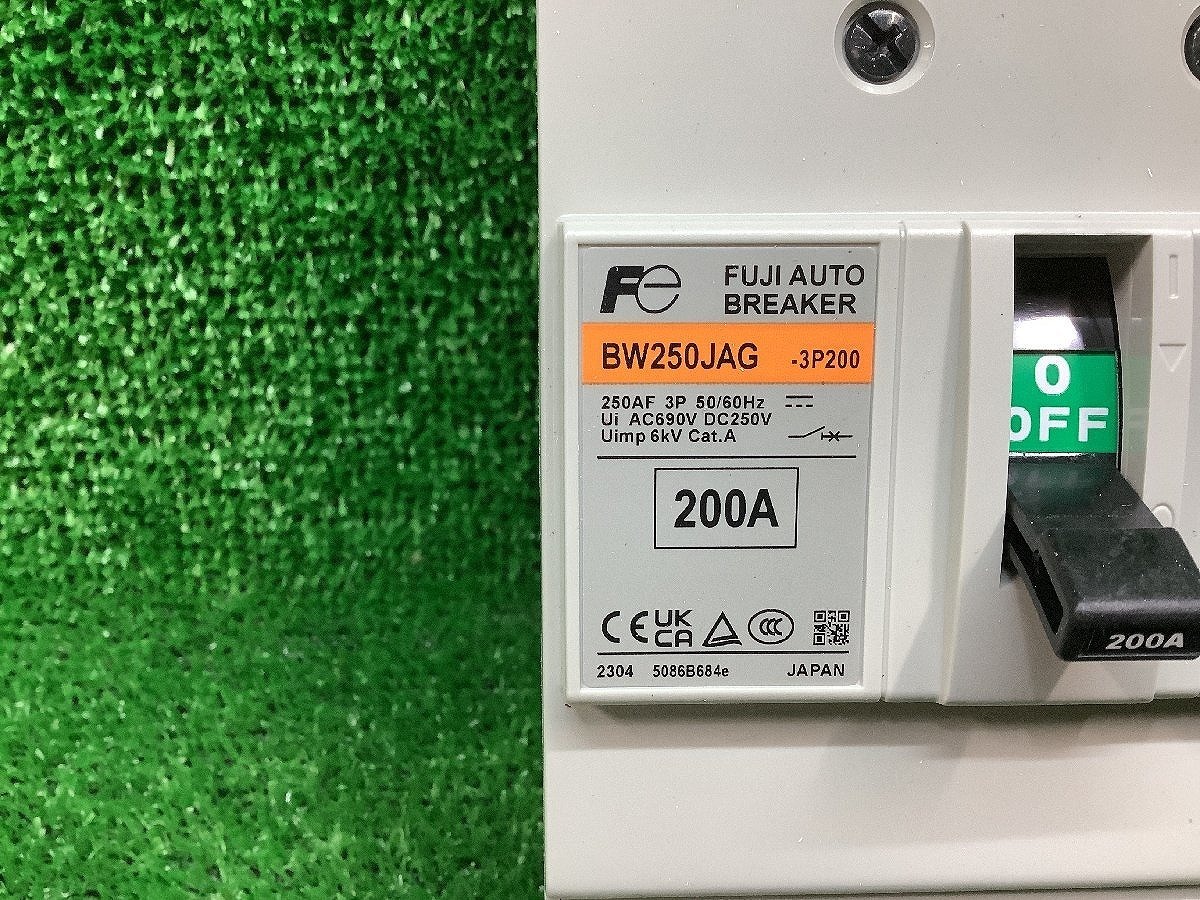 Fe
FUJI AUTO
BREAKER
BW250JAG -3P200
250AF 3P 50/60Hz
Ui AC690V DC250V
Uimp 6kV Cat.A
200A
CE UK
CA
CCC
2304 5086B684e JAPAN
O
OFF
200A